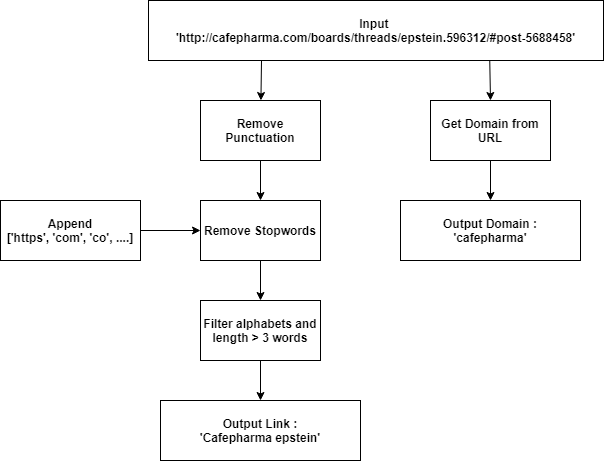 Input
'http://cafepharma.com/boards/threads/epstein.596312/#post-5688458'
Remove
Punctuation
Get Domain from
URL
Append
['https', 'com', 'co', ....]
Remove Stopwords
Output Domain :
'cafepharma'
Filter alphabets and
length > 3 words
Output Link :
'Cafepharma epstein'